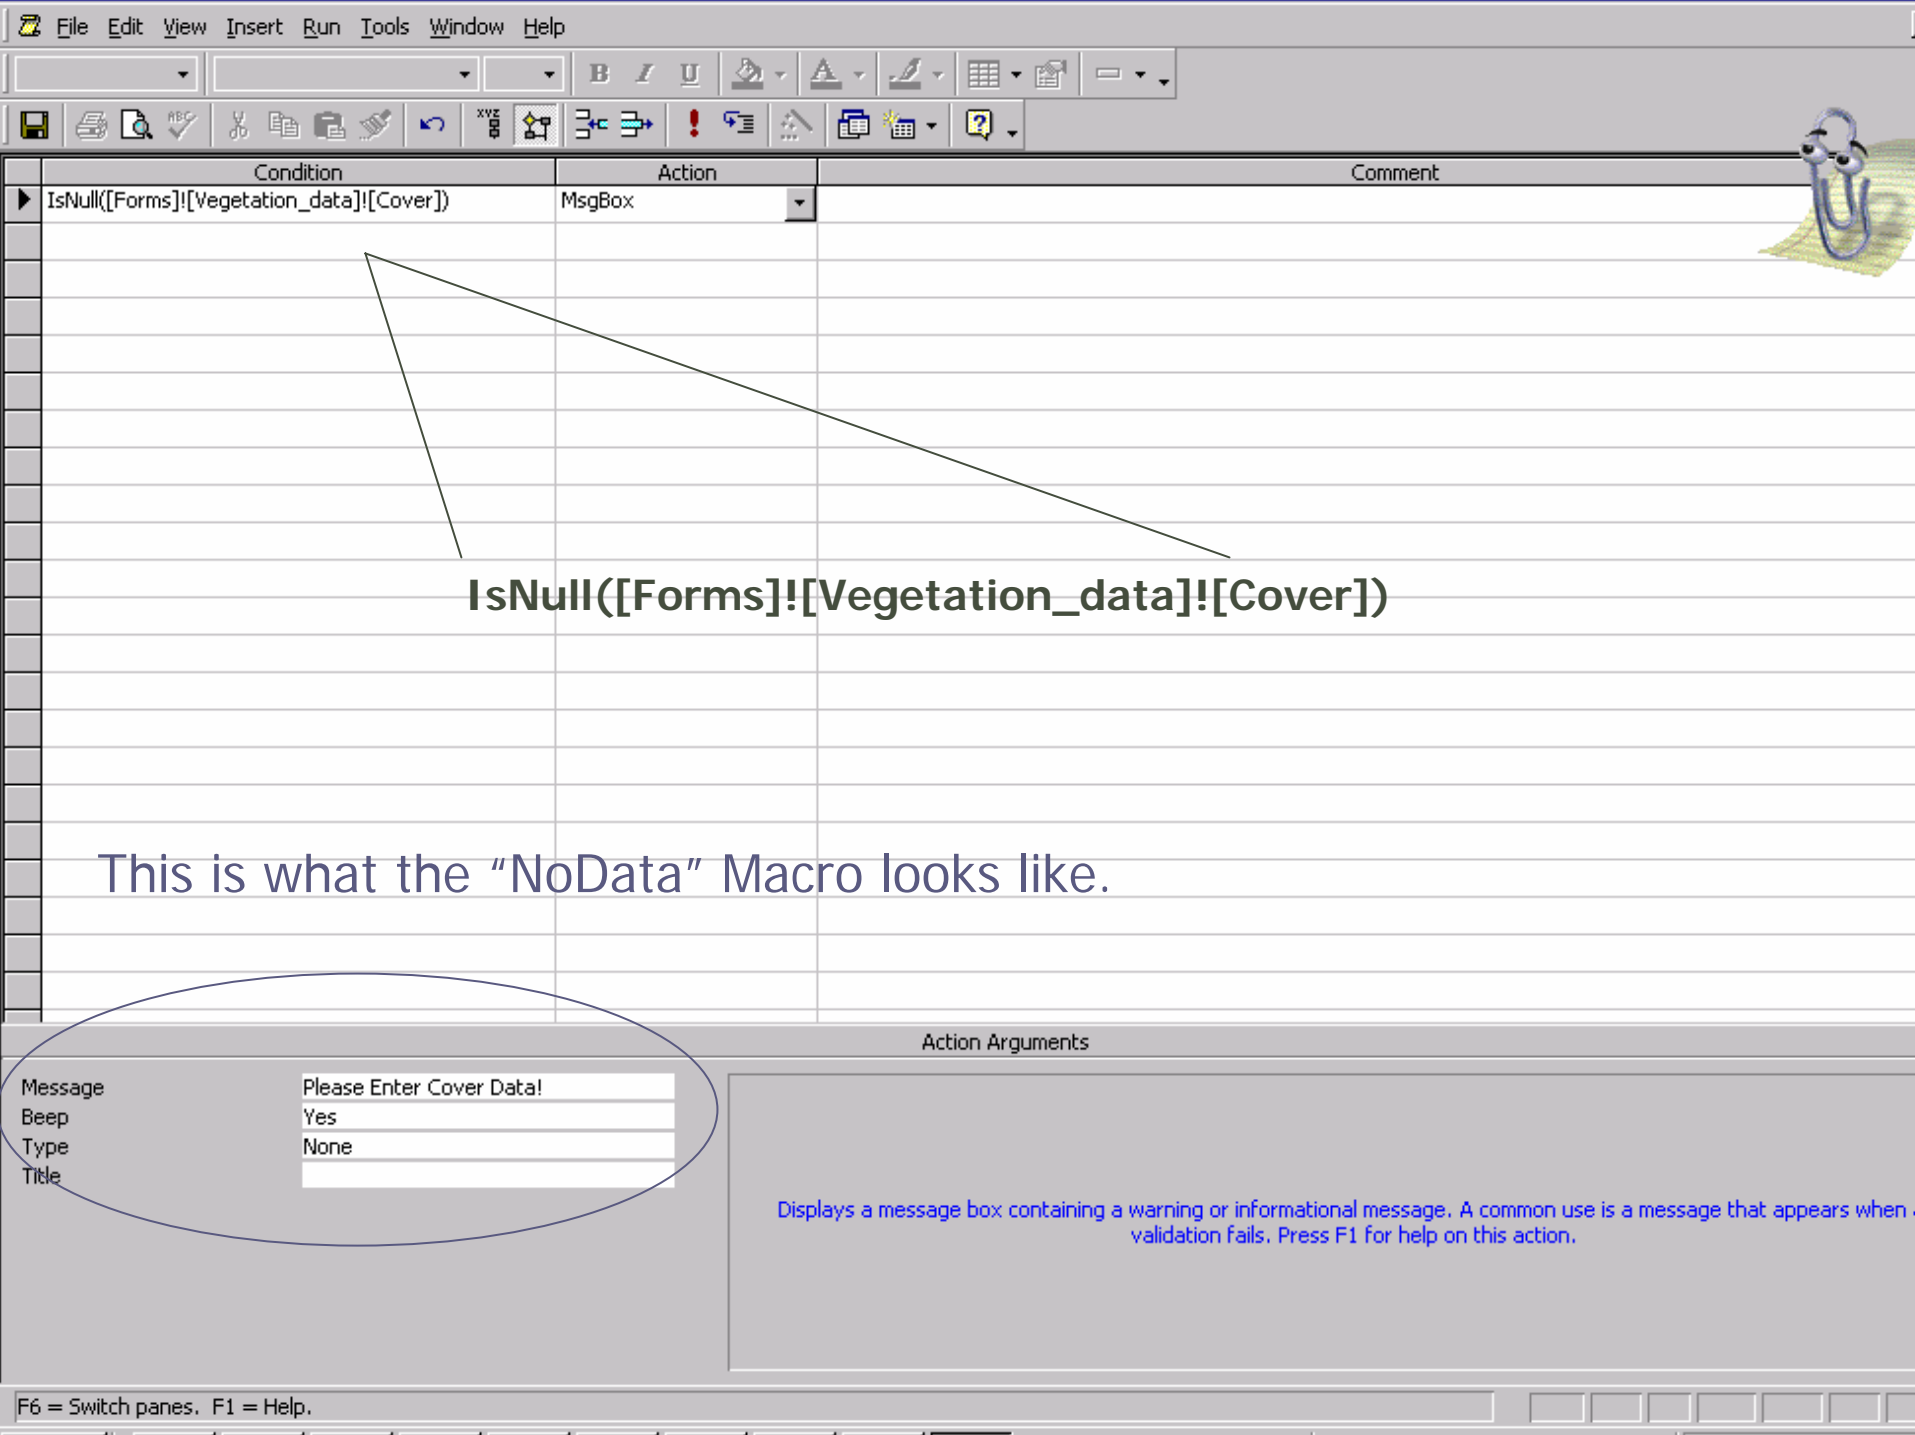 File Edit View Insert Run Tools Window Help
Condition Action Comment
IsNull([Forms]![Vegetation_data]![Cover]) MsgBox
IsNull([Forms]![Vegetation_data]![Cover])
This is what the “NoData” Macro looks like.
Action Arguments
Message Please Enter Cover Data!
Beep Yes
Type None
Title
Displays a message box containing a warning or informational message. A common use is a message that appears when
validation fails. Press F1 for help on this action.
F6 = Switch panes. F1 = Help.